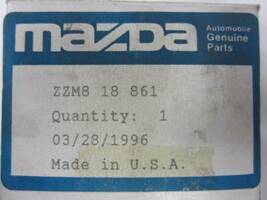 mazda
Automobile
Genuine
Parts
ZZM8 18 861
Quantity: 1
03/28/1996
Made in U.S.A.